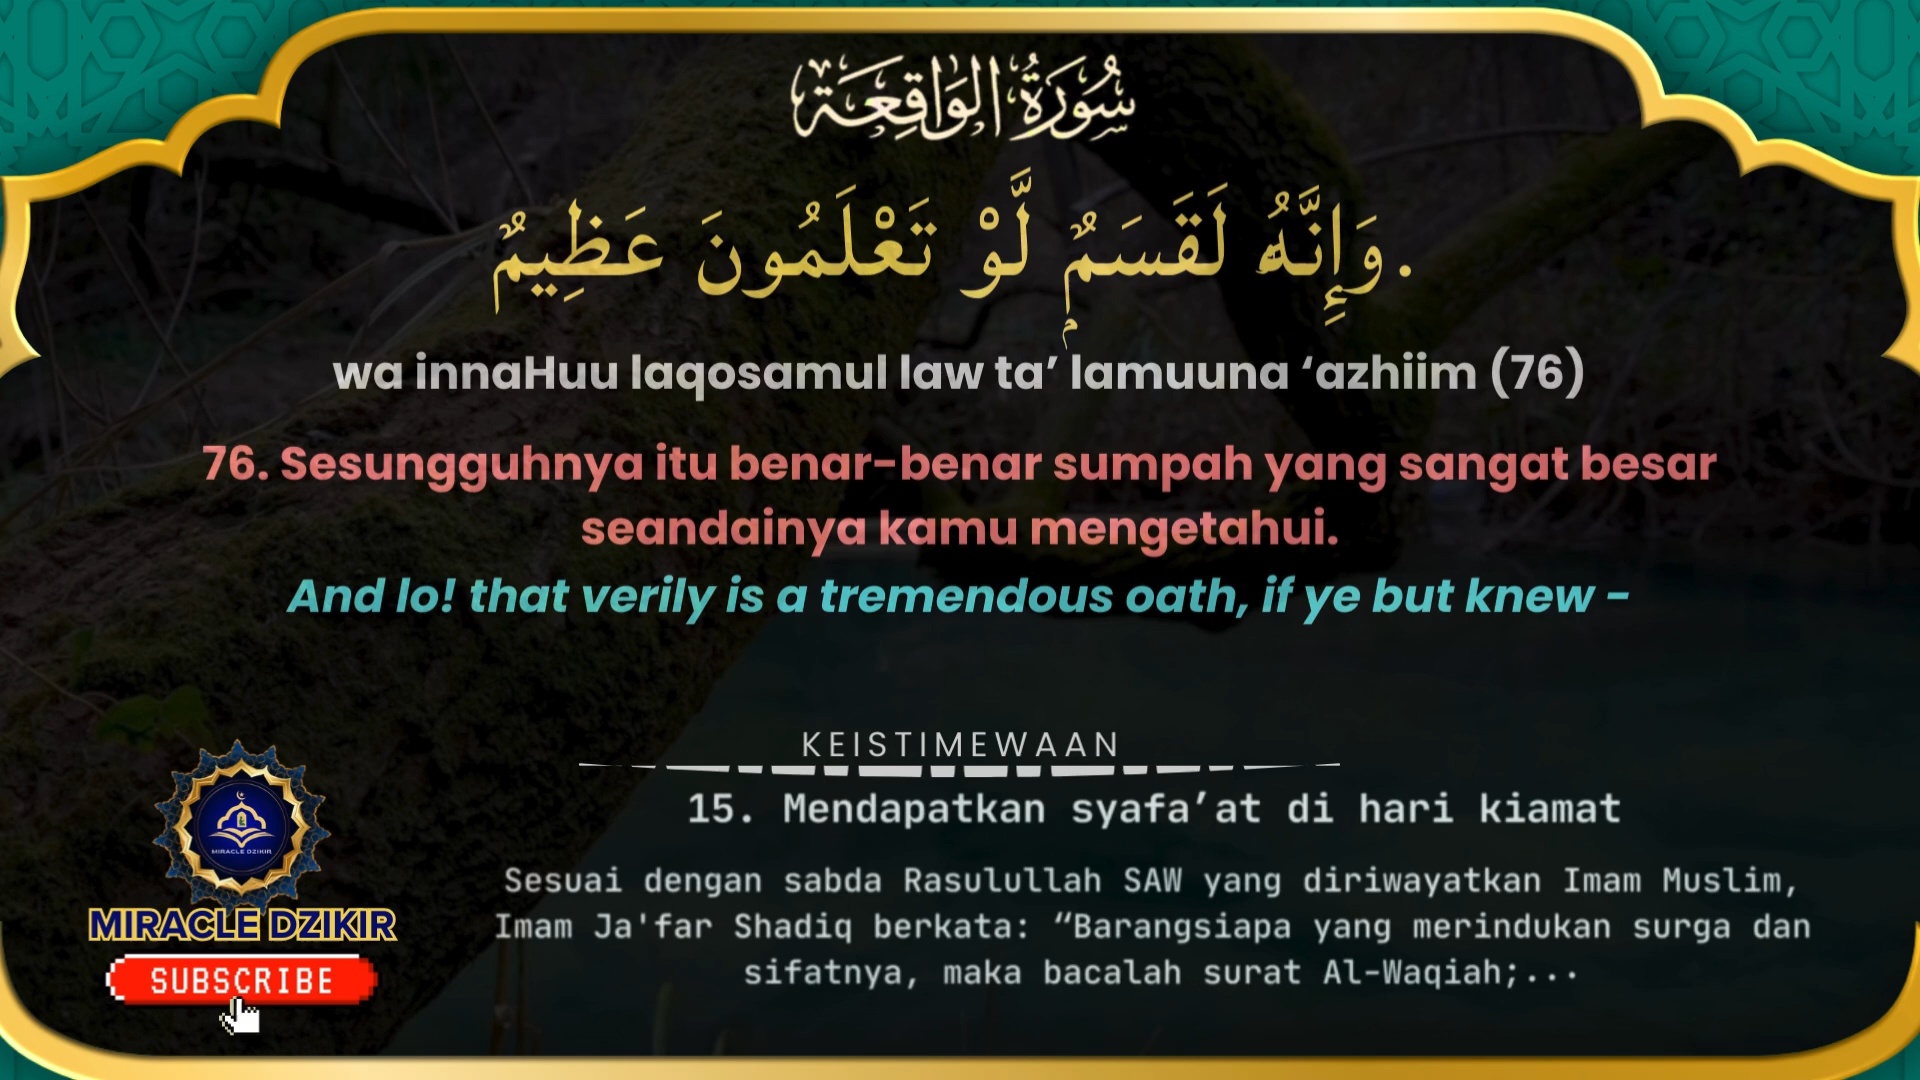 سُورَةُ الوَاقِعَة
وَإِنَّهُۥ لَقَسَمٌۭ لَّوْ تَعْلَمُونَ عَظِيمٌ.
wa innaHuu laqosamul law ta’ lamuuna ‘azhiim (76)
76. Sesungguhnya itu benar-benar sumpah yang sangat besar
seandainya kamu mengetahui.
And lo! that verily is a tremendous oath, if ye but knew -
KEISTIMEWAAN
15. Mendapatkan syafa’at di hari kiamat
Sesuai dengan sabda Rasulullah SAW yang diriwayatkan Imam Muslim,
Imam Ja'far Shadiq berkata: “Barangsiapa yang merindukan surga dan
sifatnya, maka bacalah surat Al-Waqiah;...
MIRACLE DZIKIR
MIRACLE DZIKIR
SUBSCRIBE